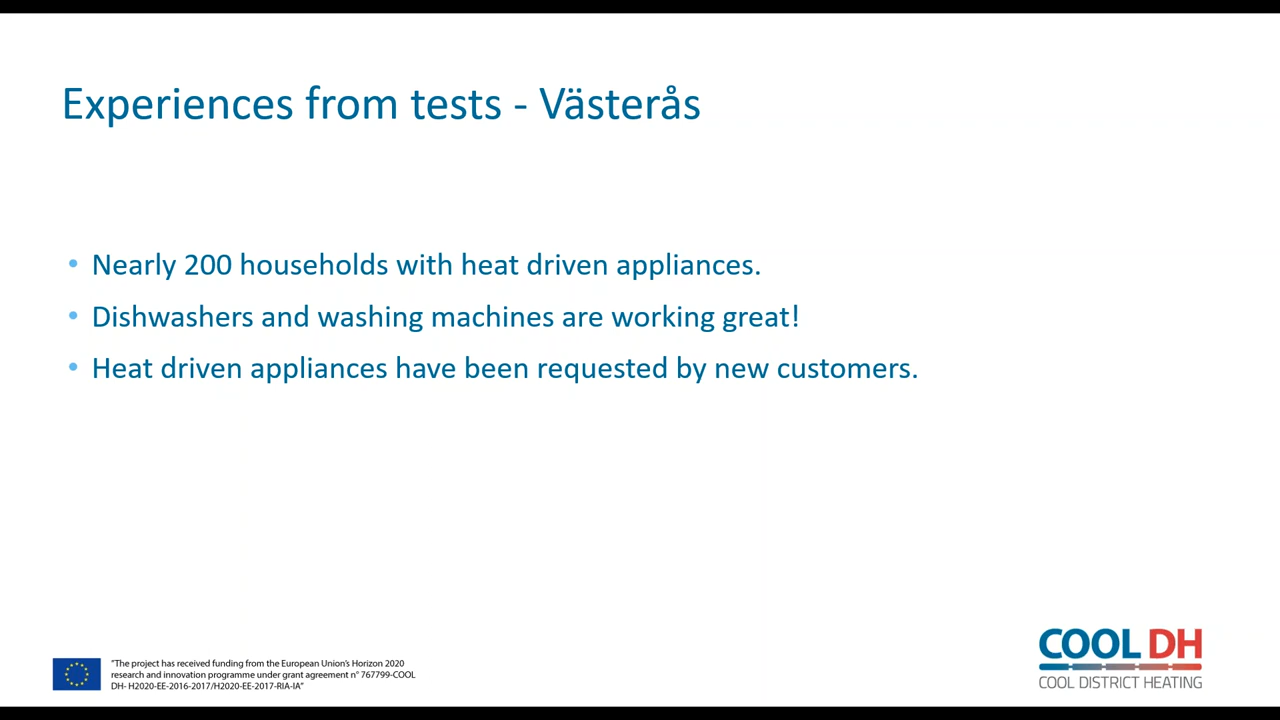 Experiences from tests - Västerås
• Nearly 200 households with heat driven appliances.
• Dishwashers and washing machines are working great!
• Heat driven appliances have been requested by new customers.
"The project has received funding from the European Union's Horizon 2020
research and innovation programme under grant agreement n° 767799-COOL
DH- H2020-EE-2016-2017/H2020-EE-2017-RIA-IA"
COOL DH
COOL DISTRICT HEATING